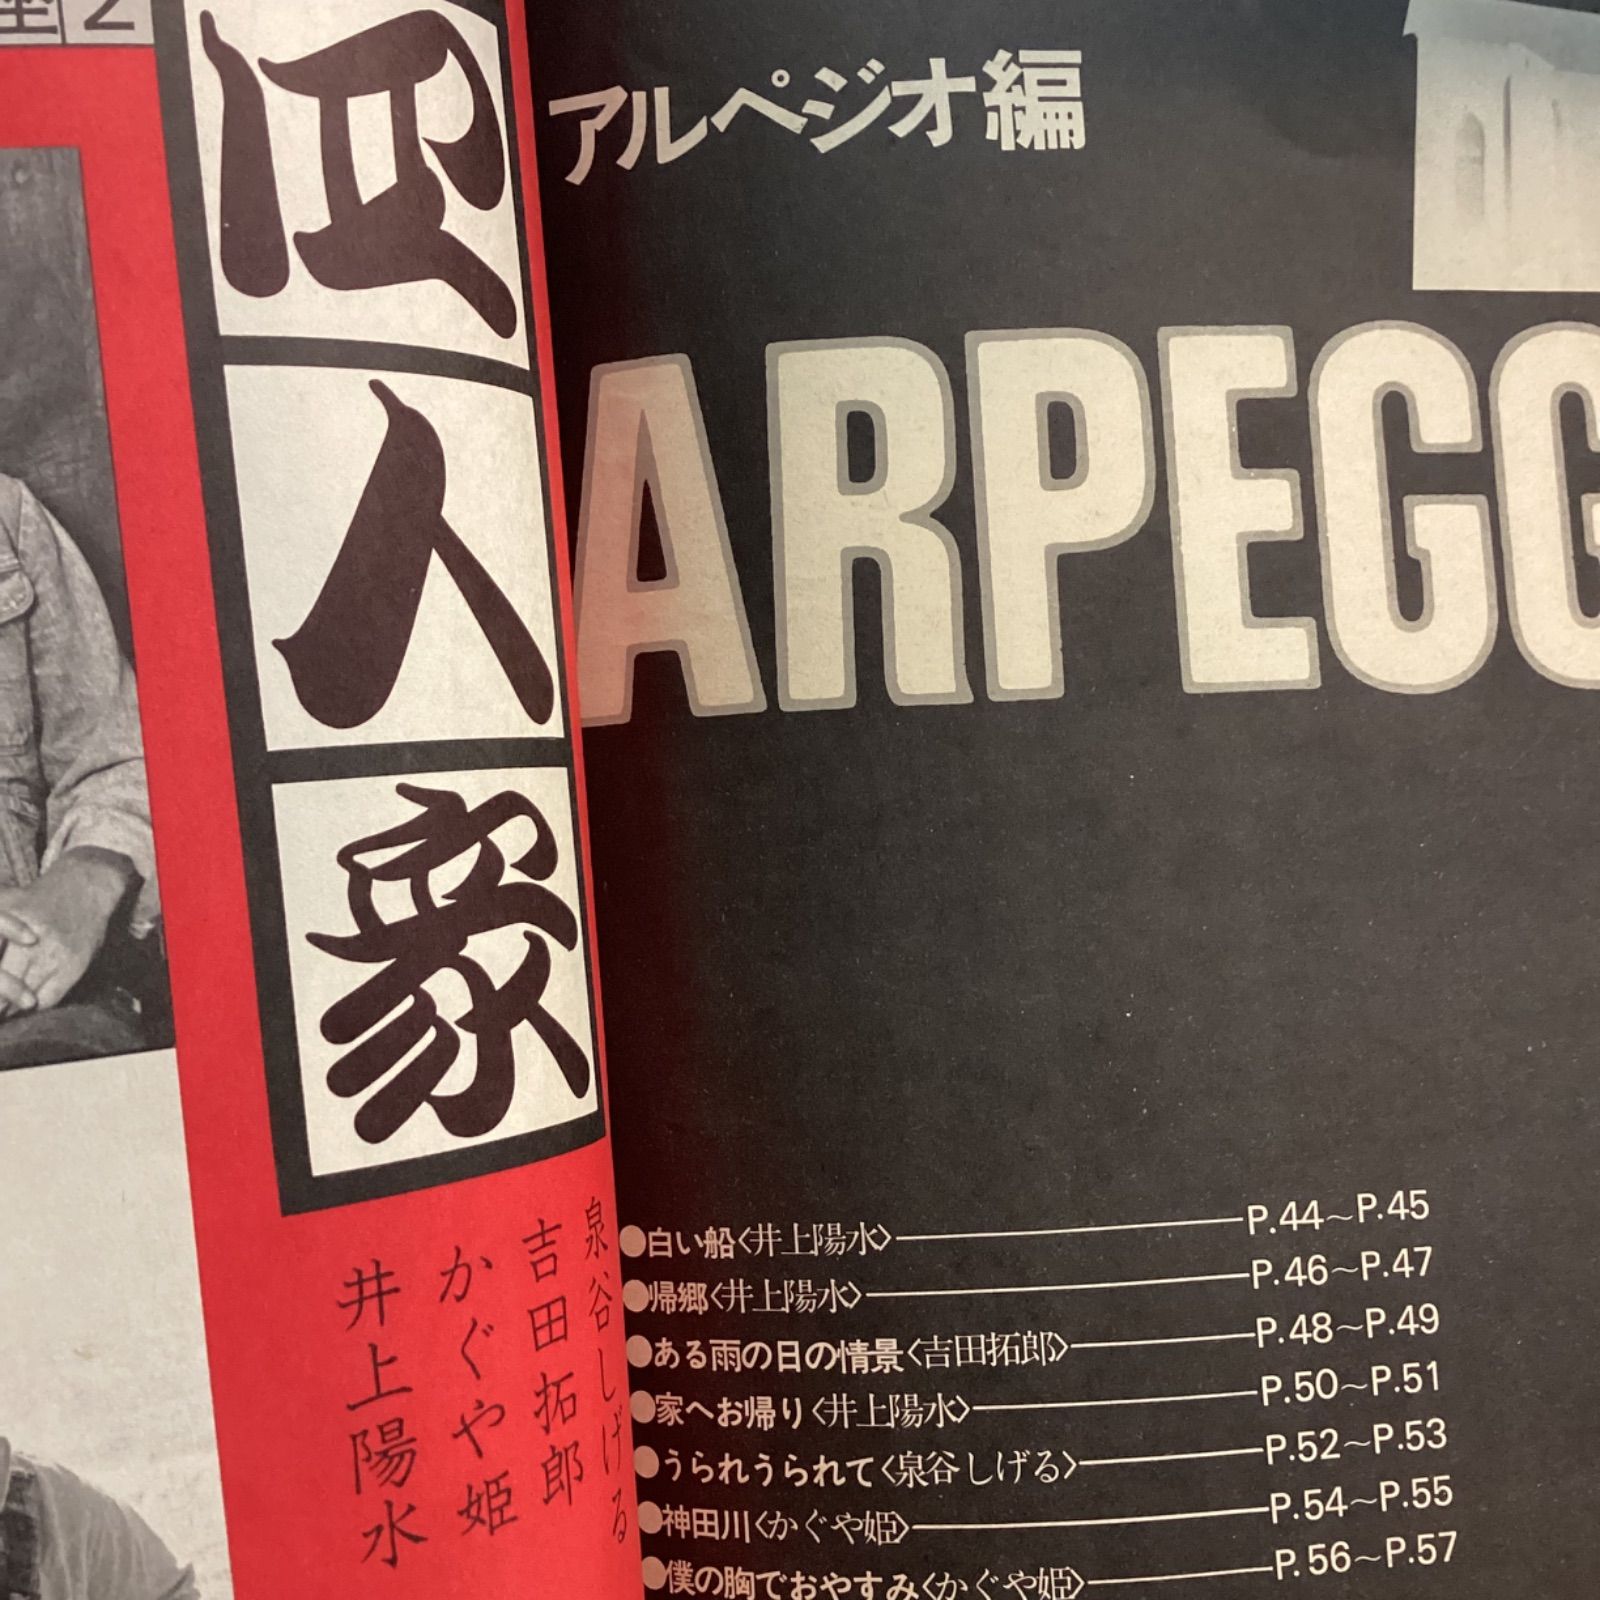 座2
四人衆
泉谷しげる
吉田拓郎
かぐや姫
井上陽水
アルペジオ編
ARPEGG
●白い船〈井上陽水〉 P.44~P.45
●帰郷〈井上陽水〉 P.46~P.47
●ある雨の日の情景〈吉田拓郎〉 P.48~P.49
●家へお帰り〈井上陽水〉 P.50~P.51
●うられうられて〈泉谷しげる〉 P.52~P.53
●神田川〈かぐや姫〉 P.54~P.55
●僕の胸でおやすみ〈かぐや姫〉 P.56~P.57